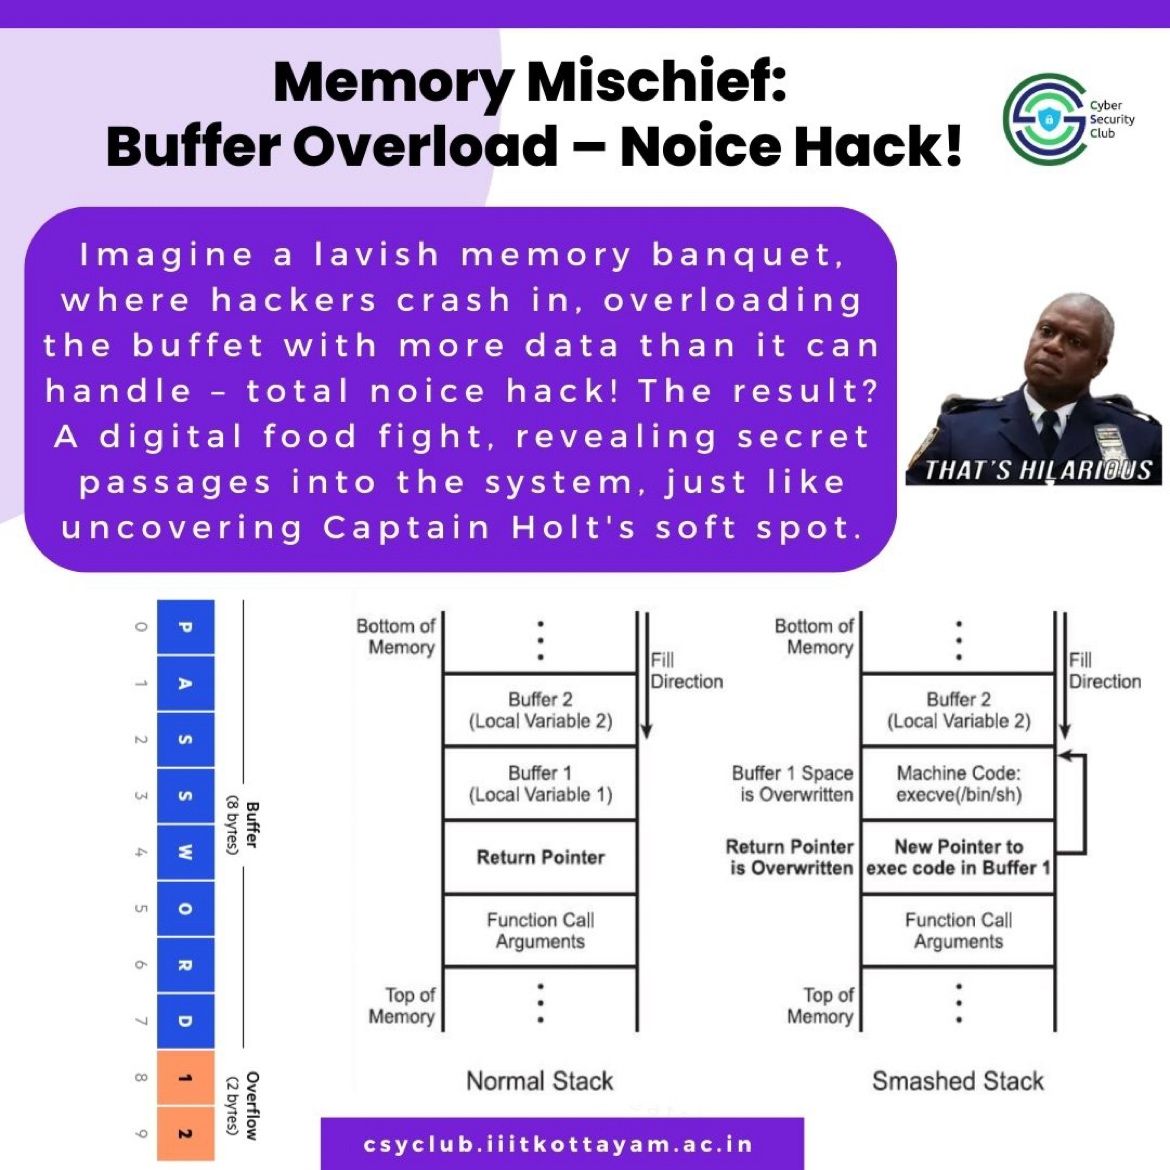 Memory Mischief:
Buffer Overload – Noice Hack!
Cyber
Security
Club
Imagine a lavish memory banquet,
where hackers crash in, overloading
the buffet with more data than it can
handle – total noice hack! The result?
A digital food fight, revealing secret
passages into the system, just like
uncovering Captain Holt's soft spot.
THAT'S HILARIOUS
0
P
1
A
2
S
3
S
4
W
5
O
6
R
7
D
8
1
9
2
Buffer
(8 bytes)
Overflow
(2 bytes)
Bottom of
Memory
Fill
Direction
Buffer 2
(Local Variable 2)
Buffer 1
(Local Variable 1)
Return Pointer
Function Call
Arguments
Top of
Memory
Normal Stack
Bottom of
Memory
Fill
Direction
Buffer 2
(Local Variable 2)
Buffer 1 Space
is Overwritten
Machine Code:
execve(/bin/sh)
Return Pointer
is Overwritten
New Pointer to
exec code in Buffer 1
Function Call
Arguments
Top of
Memory
Smashed Stack
csyclub.iiitkottayam.ac.in